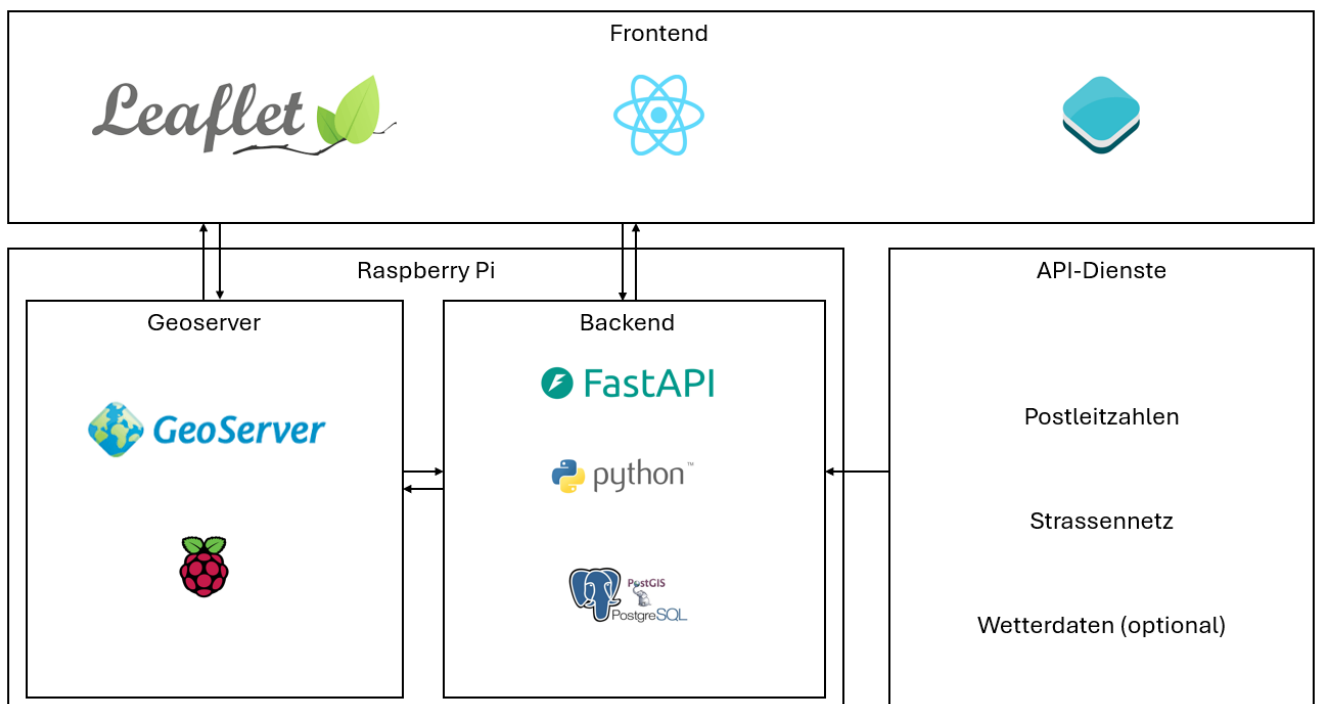 Frontend
Leaflet
Raspberry Pi
API-Dienste
Geoserver
Backend
FastAPI
GeoServer
python™
PostGIS
PostgreSQL
Postleitzahlen
Strassennetz
Wetterdaten (optional)